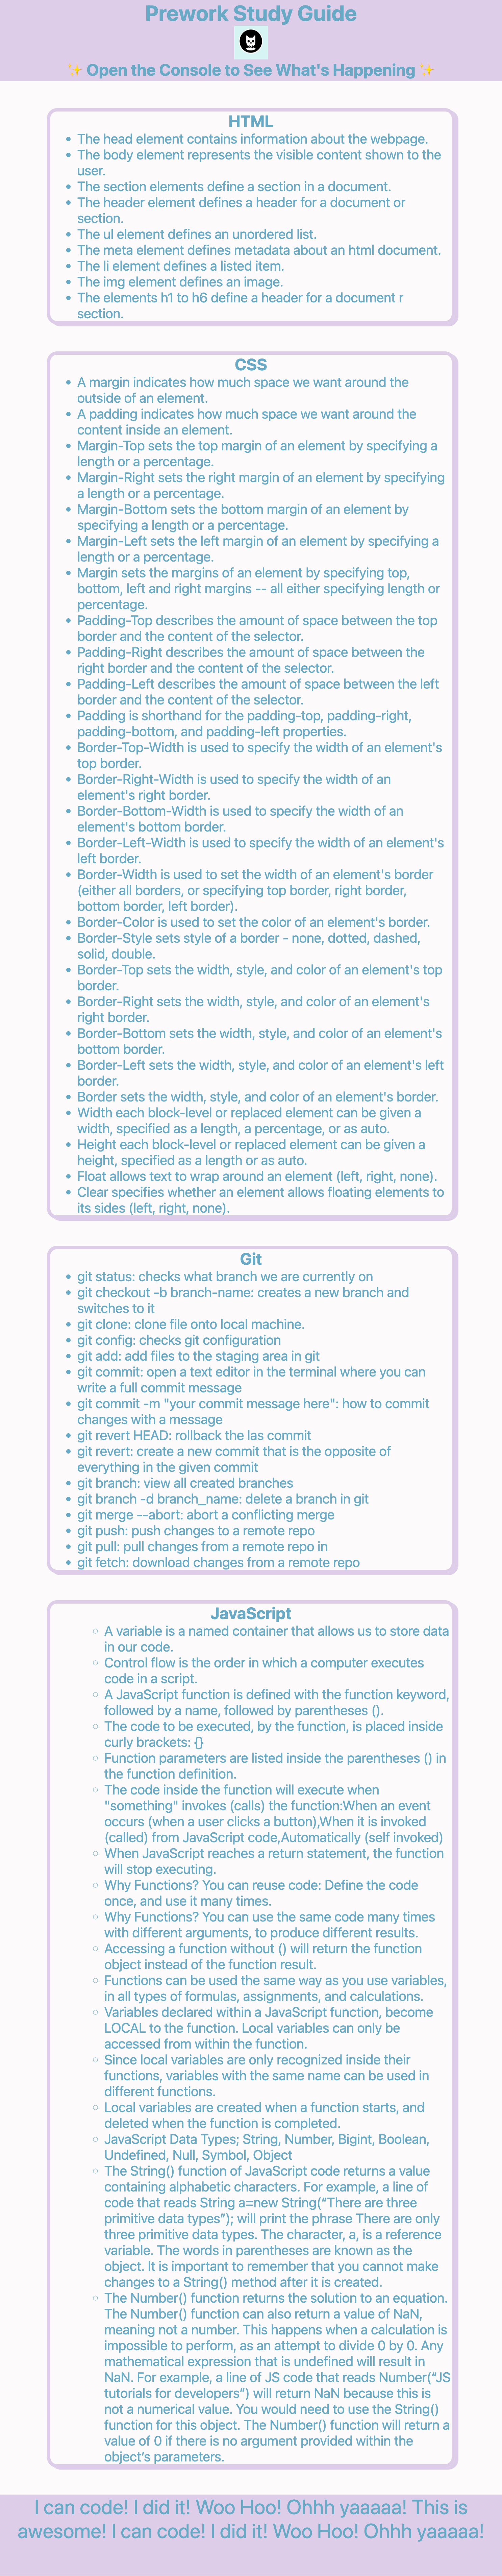 Prework Study Guide
✨ Open the Console to See What's Happening ✨
HTML
• The head element contains information about the webpage.
• The body element represents the visible content shown to the
user.
• The section elements define a section in a document.
• The header element defines a header for a document or
section.
• The ul element defines an unordered list.
• The meta element defines metadata about an html document.
• The li element defines a listed item.
• The img element defines an image.
• The elements h1 to h6 define a header for a document r
section.
CSS
• A margin indicates how much space we want around the
outside of an element.
• A padding indicates how much space we want around the
content inside an element.
• Margin-Top sets the top margin of an element by specifying a
length or a percentage.
• Margin-Right sets the right margin of an element by specifying
a length or a percentage.
• Margin-Bottom sets the bottom margin of an element by
specifying a length or a percentage.
• Margin-Left sets the left margin of an element by specifying a
length or a percentage.
• Margin sets the margins of an element by specifying top,
bottom, left and right margins -- all either specifying length or
percentage.
• Padding-Top describes the amount of space between the top
border and the content of the selector.
• Padding-Right describes the amount of space between the
right border and the content of the selector.
• Padding-Left describes the amount of space between the left
border and the content of the selector.
• Padding is shorthand for the padding-top, padding-right,
padding-bottom, and padding-left properties.
• Border-Top-Width is used to specify the width of an element's
top border.
• Border-Right-Width is used to specify the width of an
element's right border.
• Border-Bottom-Width is used to specify the width of an
element's bottom border.
• Border-Left-Width is used to specify the width of an element's
left border.
• Border-Width is used to set the width of an element's border
(either all borders, or specifying top border, right border,
bottom border, left border).
• Border-Color is used to set the color of an element's border.
• Border-Style sets style of a border - none, dotted, dashed,
solid, double.
• Border-Top sets the width, style, and color of an element's top
border.
• Border-Right sets the width, style, and color of an element's
right border.
• Border-Bottom sets the width, style, and color of an element's
bottom border.
• Border-Left sets the width, style, and color of an element's left
border.
• Border sets the width, style, and color of an element's border.
• Width each block-level or replaced element can be given a
width, specified as a length, a percentage, or as auto.
• Height each block-level or replaced element can be given a
height, specified as a length or as auto.
• Float allows text to wrap around an element (left, right, none).
• Clear specifies whether an element allows floating elements to
its sides (left, right, none).
Git
• git status: checks what branch we are currently on
• git checkout -b branch-name: creates a new branch and
switches to it
• git clone: clone file onto local machine.
• git config: checks git configuration
• git add: add files to the staging area in git
• git commit: open a text editor in the terminal where you can
write a full commit message
• git commit -m "your commit message here": how to commit
changes with a message
• git revert HEAD: rollback the las commit
• git revert: create a new commit that is the opposite of
everything in the given commit
• git branch: view all created branches
• git branch -d branch_name: delete a branch in git
• git merge --abort: abort a conflicting merge
• git push: push changes to a remote repo
• git pull: pull changes from a remote repo in
• git fetch: download changes from a remote repo
JavaScript
◦ A variable is a named container that allows us to store data
in our code.
◦ Control flow is the order in which a computer executes
code in a script.
◦ A JavaScript function is defined with the function keyword,
followed by a name, followed by parentheses ().
◦ The code to be executed, by the function, is placed inside
curly brackets: {}
◦ Function parameters are listed inside the parentheses () in
the function definition.
◦ The code inside the function will execute when
"something" invokes (calls) the function:When an event
occurs (when a user clicks a button),When it is invoked
(called) from JavaScript code,Automatically (self invoked)
◦ When JavaScript reaches a return statement, the function
will stop executing.
◦ Why Functions? You can reuse code: Define the code
once, and use it many times.
◦ Why Functions? You can use the same code many times
with different arguments, to produce different results.
◦ Accessing a function without () will return the function
object instead of the function result.
◦ Functions can be used the same way as you use variables,
in all types of formulas, assignments, and calculations.
◦ Variables declared within a JavaScript function, become
LOCAL to the function. Local variables can only be
accessed from within the function.
◦ Since local variables are only recognized inside their
functions, variables with the same name can be used in
different functions.
◦ Local variables are created when a function starts, and
deleted when the function is completed.
◦ JavaScript Data Types; String, Number, Bigint, Boolean,
Undefined, Null, Symbol, Object
◦ The String() function of JavaScript code returns a value
containing alphabetic characters. For example, a line of
code that reads String a=new String(“There are three
primitive data types”); will print the phrase There are only
three primitive data types. The character, a, is a reference
variable. The words in parentheses are known as the
object. It is important to remember that you cannot make
changes to a String() method after it is created.
◦ The Number() function returns the solution to an equation.
The Number() function can also return a value of NaN,
meaning not a number. This happens when a calculation is
impossible to perform, as an attempt to divide 0 by 0. Any
mathematical expression that is undefined will result in
NaN. For example, a line of JS code that reads Number(“JS
tutorials for developers”) will return NaN because this is
not a numerical value. You would need to use the String()
function for this object. The Number() function will return a
value of 0 if there is no argument provided within the
object’s parameters.
I can code! I did it! Woo Hoo! Ohhh yaaaaa! This is
awesome! I can code! I did it! Woo Hoo! Ohhh yaaaaa!